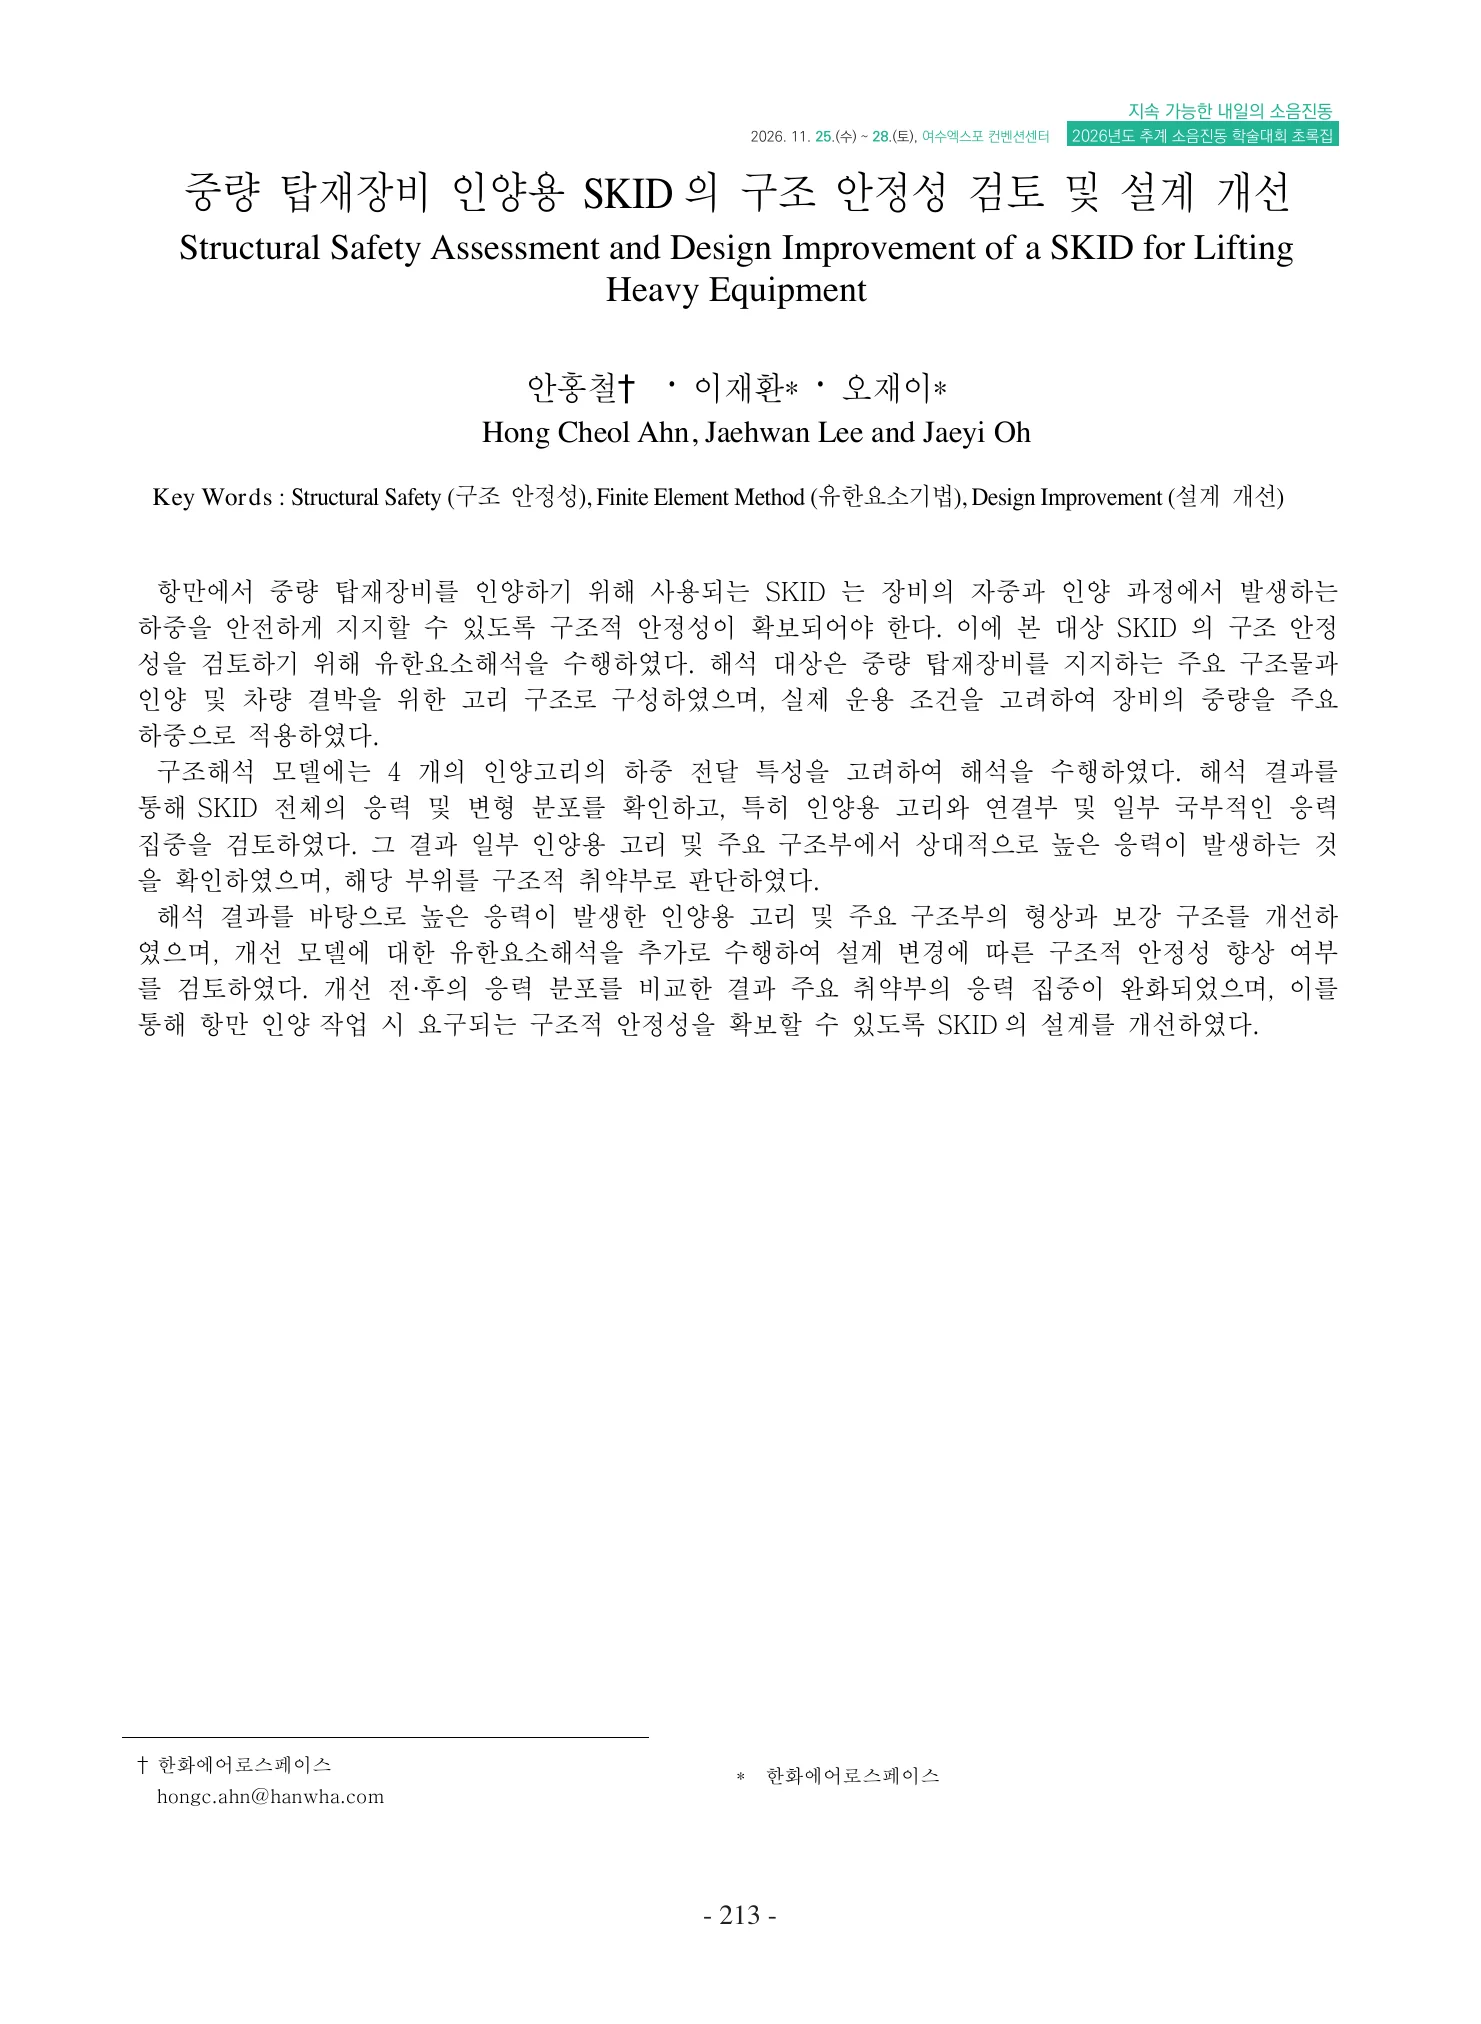 지속 가능한 내일의 소음진동
2026. 11. 25.(수) ~ 28.(토), 여수엑스포 컨벤션센터 2026년도 추계 소음진동 학술대회 초록집
중량 탑재장비 인양용 SKID의 구조 안정성 검토 및 설계 개선
Structural Safety Assessment and Design Improvement of a SKID for Lifting
Heavy Equipment
안홍철† · 이재환* · 오재이*
Hong Cheol Ahn, Jaehwan Lee and Jaeyi Oh
Key Words : Structural Safety (구조 안정성), Finite Element Method (유한요소기법), Design Improvement (설계 개선)
항만에서 중량 탑재장비를 인양하기 위해 사용되는 SKID 는 장비의 자중과 인양 과정에서 발생하는
하중을 안전하게 지지할 수 있도록 구조적 안정성이 확보되어야 한다. 이에 본 대상 SKID 의 구조 안정
성을 검토하기 위해 유한요소해석을 수행하였다. 해석 대상은 중량 탑재장비를 지지하는 주요 구조물과
인양 및 차량 결박을 위한 고리 구조로 구성하였으며, 실제 운용 조건을 고려하여 장비의 중량을 주요
하중으로 적용하였다.
구조해석 모델에는 4 개의 인양고리의 하중 전달 특성을 고려하여 해석을 수행하였다. 해석 결과를
통해 SKID 전체의 응력 및 변형 분포를 확인하고, 특히 인양용 고리와 연결부 및 일부 국부적인 응력
집중을 검토하였다. 그 결과 일부 인양용 고리 및 주요 구조부에서 상대적으로 높은 응력이 발생하는 것
을 확인하였으며, 해당 부위를 구조적 취약부로 판단하였다.
해석 결과를 바탕으로 높은 응력이 발생한 인양용 고리 및 주요 구조부의 형상과 보강 구조를 개선하
였으며, 개선 모델에 대한 유한요소해석을 추가로 수행하여 설계 변경에 따른 구조적 안정성 향상 여부
를 검토하였다. 개선 전·후의 응력 분포를 비교한 결과 주요 취약부의 응력 집중이 완화되었으며, 이를
통해 항만 인양 작업 시 요구되는 구조적 안정성을 확보할 수 있도록 SKID의 설계를 개선하였다.
† 한화에어로스페이스
hongc.ahn@hanwha.com
* 한화에어로스페이스
- 213 -